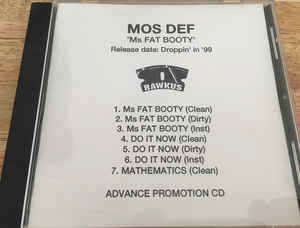 MOS DEF
'Ms FAT BOOTY'
Release date: Droppin' in '99
RAWKUS
1. Ms FAT BOOTY (Clean)
2. Ms FAT BOOTY (Dirty)
3. Ms FAT BOOTY (Inst)
4. DO IT NOW (Clean)
5. DO IT NOW (Dirty)
6. DO IT NOW (Inst)
7. MATHEMATICS (Clean)
ADVANCE PROMOTION CD